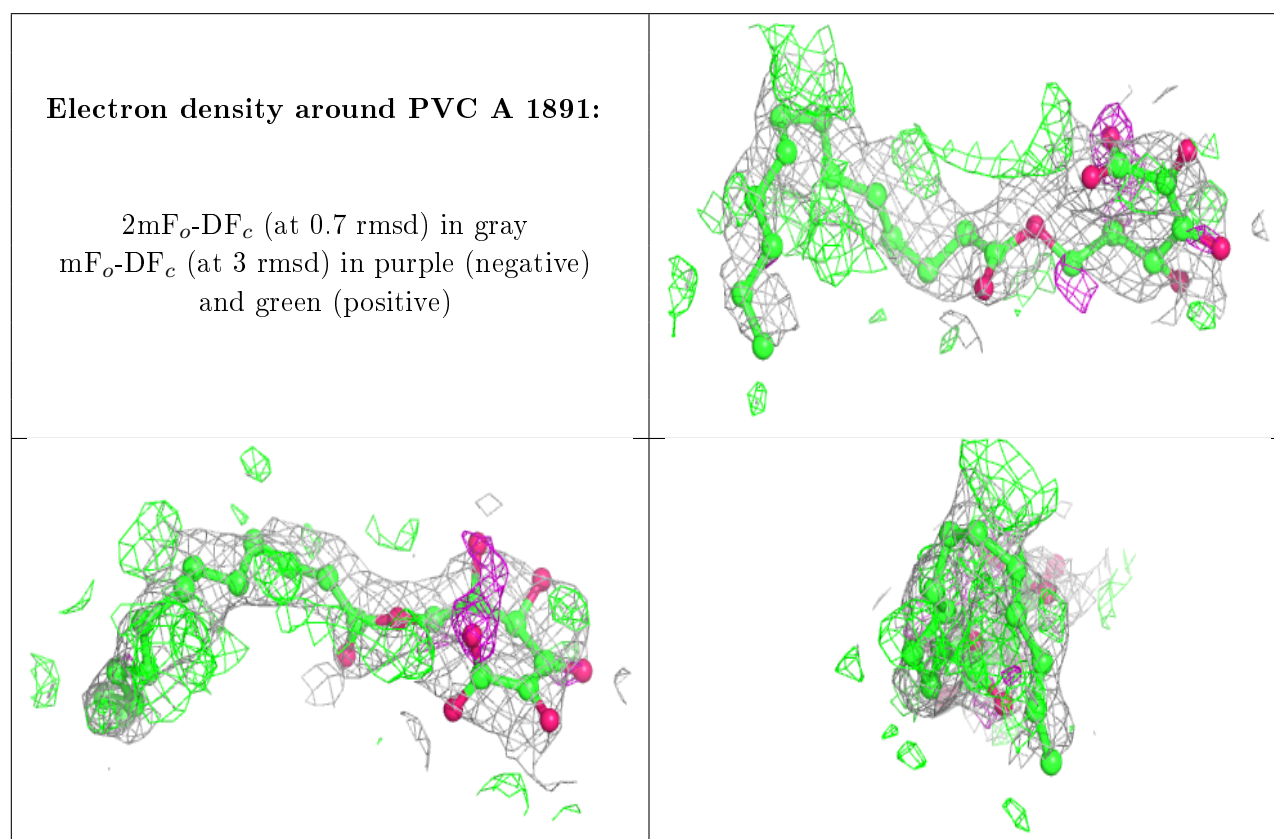 Electron density around PVC A 1891:
2mFo-DFc (at 0.7 rmsd) in gray
mFo-DFc (at 3 rmsd) in purple (negative)
and green (positive)